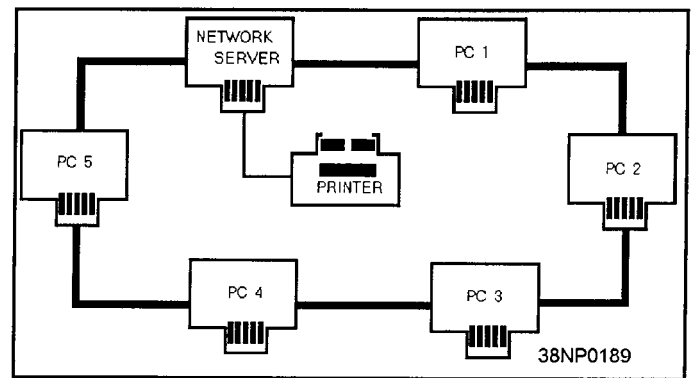 NETWORK
SERVER
PC 1
PC 5
PRINTER
PC 2
PC 4
PC 3
38NP0189